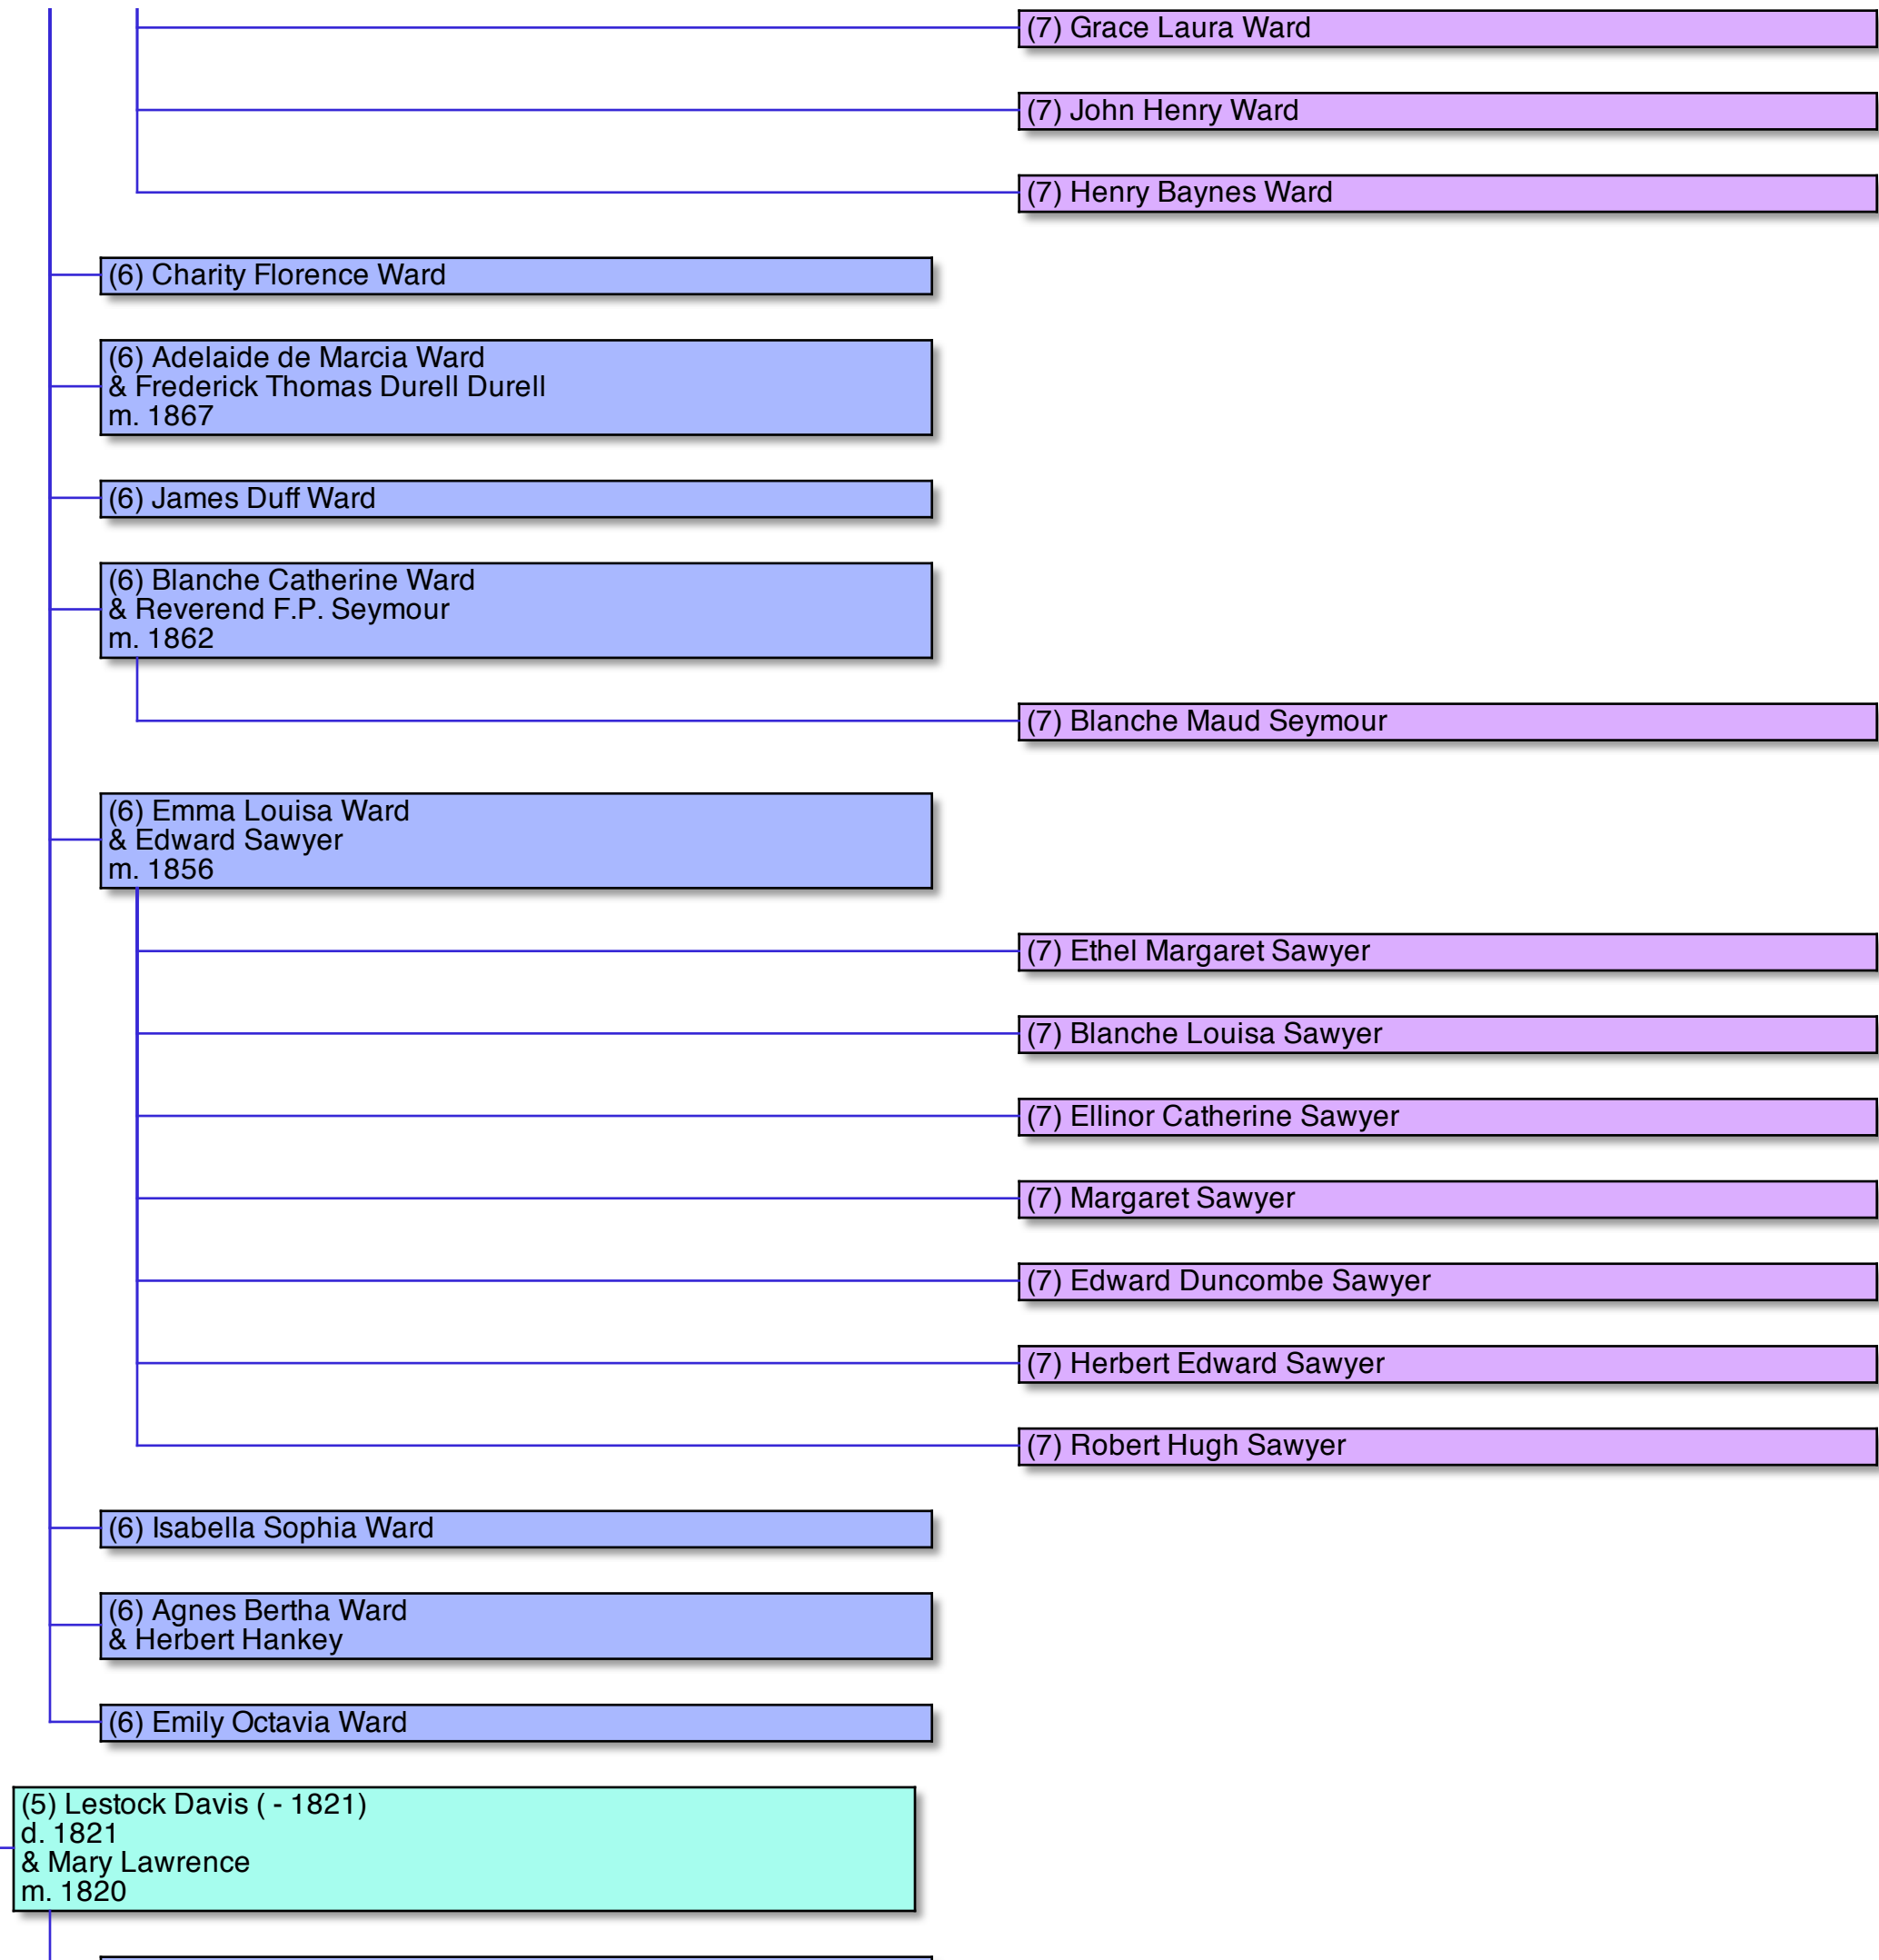 (7) Grace Laura Ward
(7) John Henry Ward
(7) Henry Baynes Ward
(6) Charity Florence Ward
(6) Adelaide de Marcia Ward
& Frederick Thomas Durell Durell
m. 1867
(6) James Duff Ward
(6) Blanche Catherine Ward
& Reverend F.P. Seymour
m. 1862
(7) Blanche Maud Seymour
(6) Emma Louisa Ward
& Edward Sawyer
m. 1856
(7) Ethel Margaret Sawyer
(7) Blanche Louisa Sawyer
(7) Ellinor Catherine Sawyer
(7) Margaret Sawyer
(7) Edward Duncombe Sawyer
(7) Herbert Edward Sawyer
(7) Robert Hugh Sawyer
(6) Isabella Sophia Ward
(6) Agnes Bertha Ward
& Herbert Hankey
(6) Emily Octavia Ward
(5) Lestock Davis ( - 1821)
d. 1821
& Mary Lawrence
m. 1820